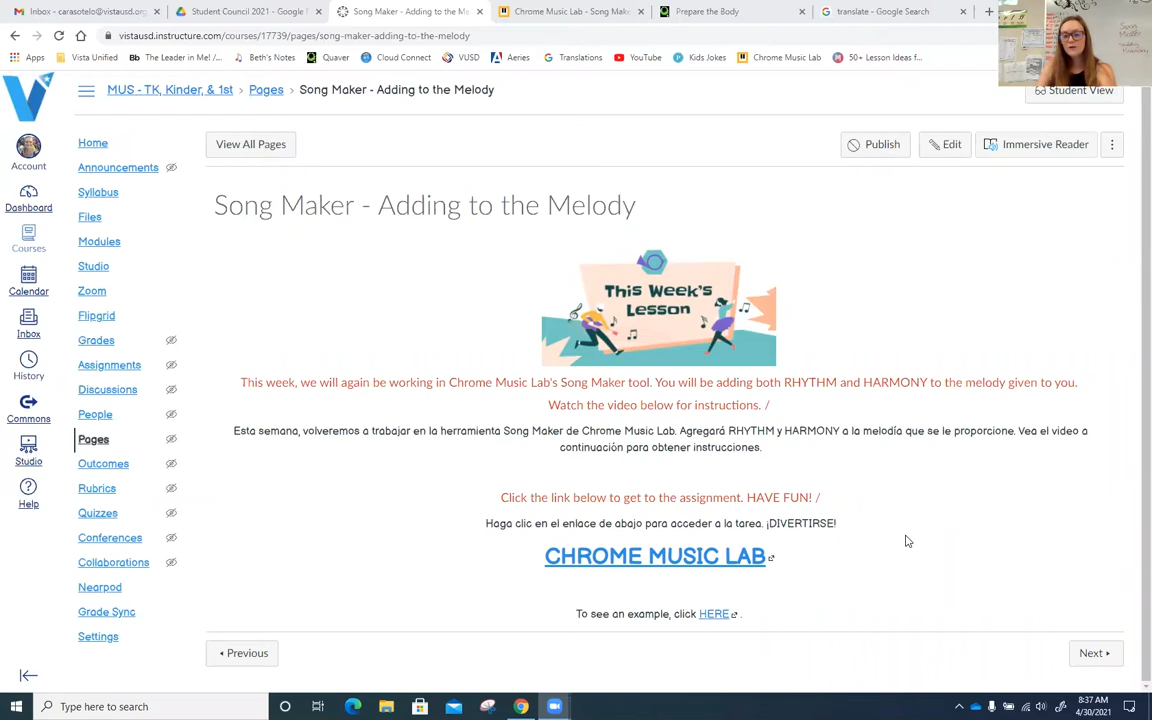 Inbox - carasotelo@vistausd.org
Student Council 2021 - Google
Song Maker - Adding to the M
Chrome Music Lab - Song Maker
Prepare the Body
translate - Google Search
vistausd.instructure.com/courses/17739/pages/song-maker-adding-to-the-melody
Apps
Vista Unified
Bb The Leader in Me! /...
Beth's Notes
Quaver
Cloud Connect
VUSD
Aeries
Translations
YouTube
Kids Jokes
Chrome Music Lab
50+ Lesson Ideas f...
MUS - TK, Kinder, & 1st > Pages > Song Maker - Adding to the Melody
Student View
Account
Dashboard
Courses
Calendar
Inbox
History
Commons
Studio
Help
Home
Announcements
Syllabus
Files
Modules
Studio
Zoom
Flipgrid
Grades
Assignments
Discussions
People
Pages
Outcomes
Rubrics
Quizzes
Conferences
Collaborations
Nearpod
Grade Sync
Settings
View All Pages
Publish
Edit
Immersive Reader
Song Maker - Adding to the Melody
This Week's
Lesson
This week, we will again be working in Chrome Music Lab's Song Maker tool. You will be adding both RHYTHM and HARMONY to the melody given to you.
Watch the video below for instructions. /
Esta semana, volveremos a trabajar en la herramienta Song Maker de Chrome Music Lab. Agregará RHYTHM y HARMONY a la melodía que se le proporcione. Vea el video a
continuación para obtener instrucciones.
Click the link below to get to the assignment. HAVE FUN! /
Haga clic en el enlace de abajo para acceder a la tarea. ¡DIVERTIRSE!
CHROME MUSIC LAB
To see an example, click HERE .
Previous
Next
Type here to search
8:37 AM
4/30/2021